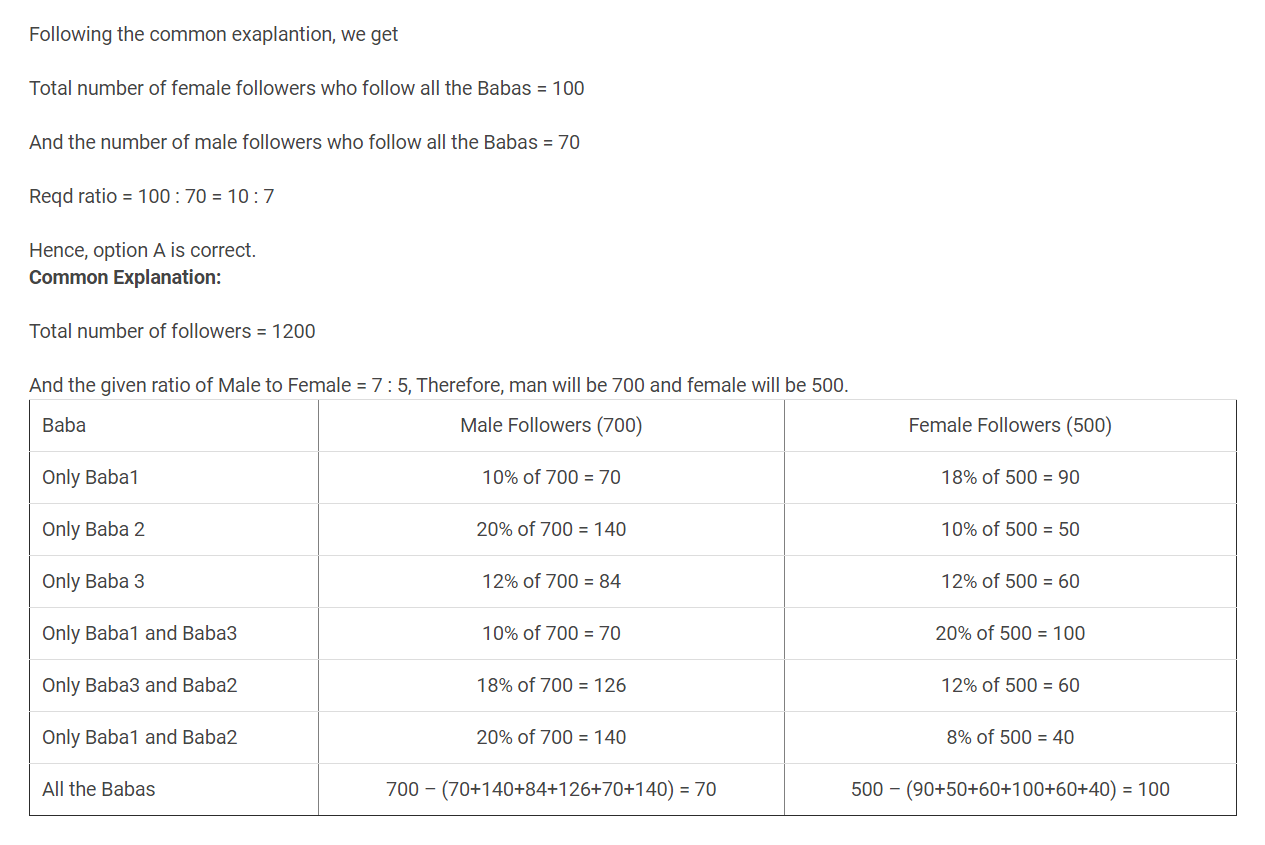 Following the common exaplantion, we get
Total number of female followers who follow all the Babas = 100
And the number of male followers who follow all the Babas = 70
Reqd ratio = 100 : 70 = 10 : 7
Hence, option A is correct.
Common Explanation:
Total number of followers = 1200
And the given ratio of Male to Female = 7 : 5, Therefore, man will be 700 and female will be 500.
Baba Male Followers (700) Female Followers (500)
Only Baba1 10% of 700 = 70 18% of 500 = 90
Only Baba 2 20% of 700 = 140 10% of 500 = 50
Only Baba 3 12% of 700 = 84 12% of 500 = 60
Only Baba1 and Baba3 10% of 700 = 70 20% of 500 = 100
Only Baba3 and Baba2 18% of 700 = 126 12% of 500 = 60
Only Baba1 and Baba2 20% of 700 = 140 8% of 500 = 40
All the Babas 700 – (70+140+84+126+70+140) = 70 500 – (90+50+60+100+60+40) = 100